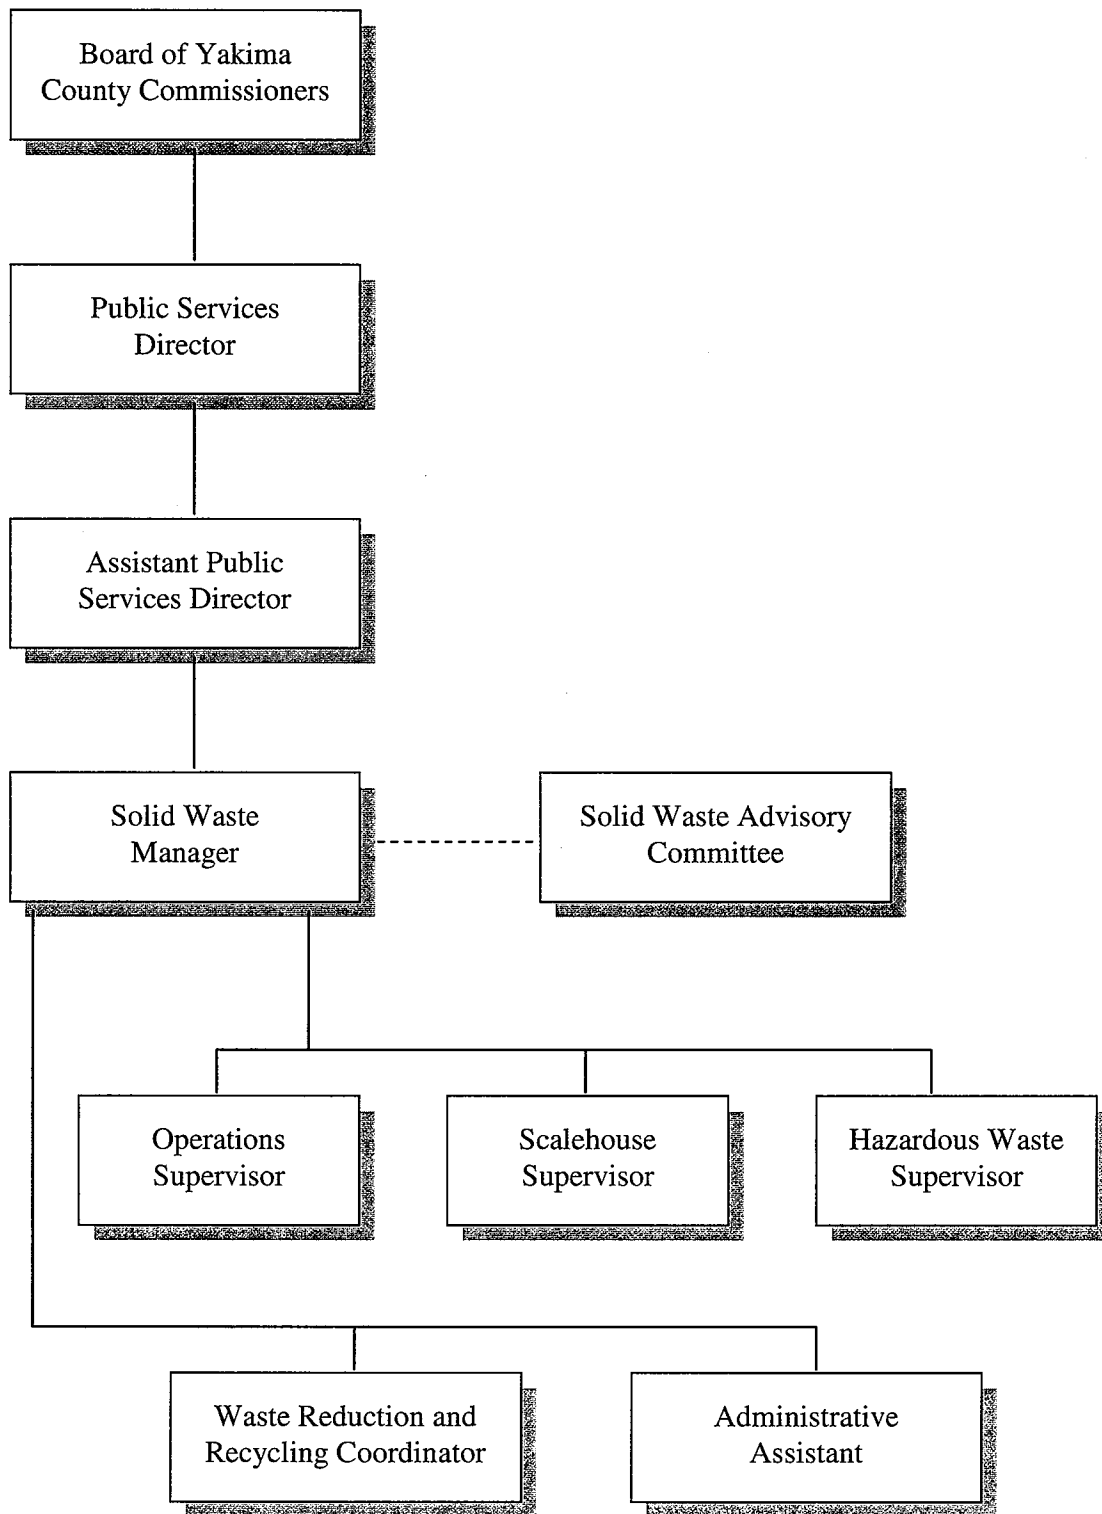 Board of Yakima
County Commissioners
Public Services
Director
Assistant Public
Services Director
Solid Waste
Manager
Solid Waste Advisory
Committee
Operations
Supervisor
Scalehouse
Supervisor
Hazardous Waste
Supervisor
Waste Reduction and
Recycling Coordinator
Administrative
Assistant